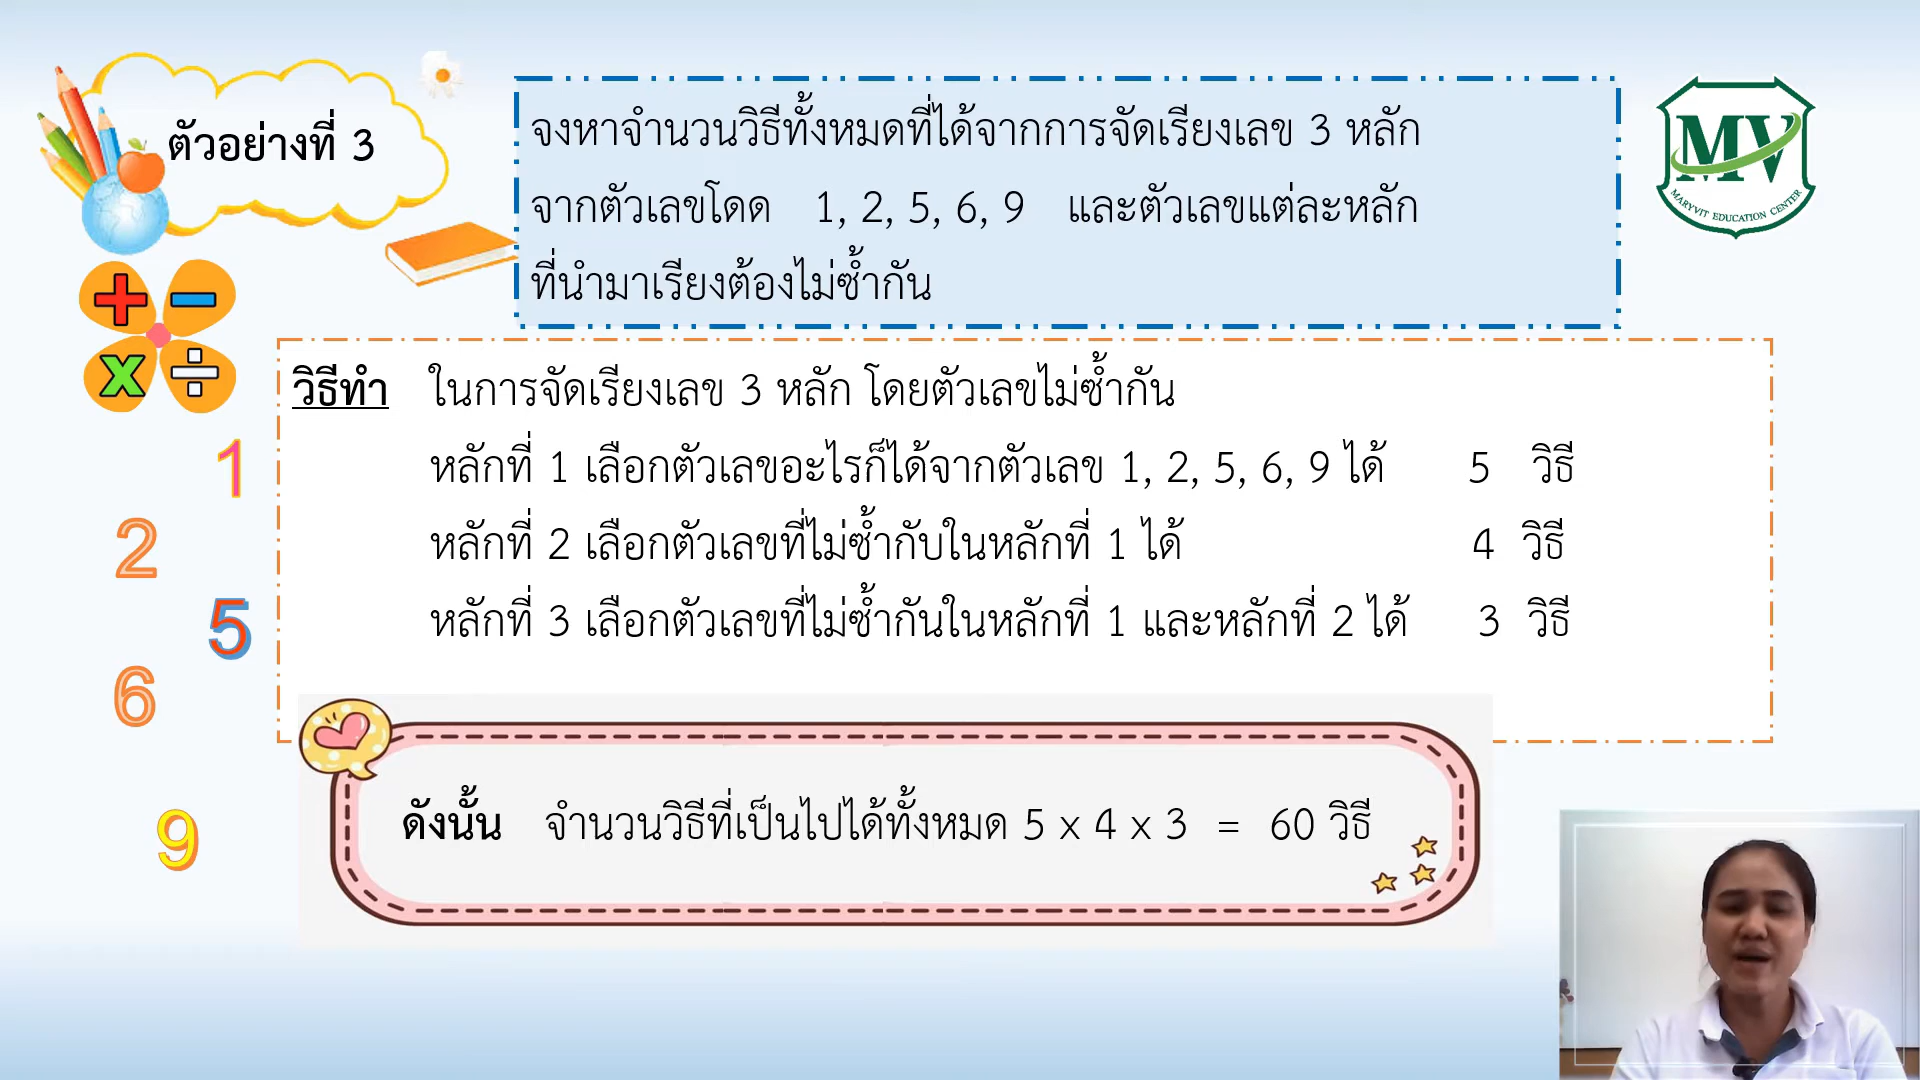 ตัวอย่างที่ 3
จงหาจำนวนวิธีทั้งหมดที่ได้จากการจัดเรียงเลข 3 หลัก
จากตัวเลขโดด 1, 2, 5, 6, 9 และตัวเลขแต่ละหลัก
ที่นำมาเรียงต้องไม่ซ้ำกัน
MV
MARYVIT EDUCATION CENTER
วิธีทำ ในการจัดเรียงเลข 3 หลัก โดยตัวเลขไม่ซ้ำกัน
หลักที่ 1 เลือกตัวเลขอะไรก็ได้จากตัวเลข 1, 2, 5, 6, 9 ได้ 5 วิธี
หลักที่ 2 เลือกตัวเลขที่ไม่ซ้ำกับในหลักที่ 1 ได้ 4 วิธี
หลักที่ 3 เลือกตัวเลขที่ไม่ซ้ำกันในหลักที่ 1 และหลักที่ 2 ได้ 3 วิธี
ดังนั้น จำนวนวิธีที่เป็นไปได้ทั้งหมด 5 x 4 x 3 = 60 วิธี
+ -
x ÷
1
2
5
6
9